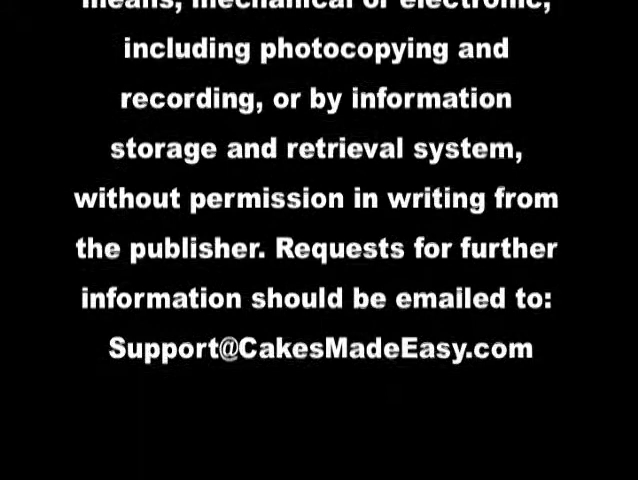 means, mechanical or electronic,
including photocopying and
recording, or by information
storage and retrieval system,
without permission in writing from
the publisher. Requests for further
information should be emailed to:
Support@CakesMadeEasy.com